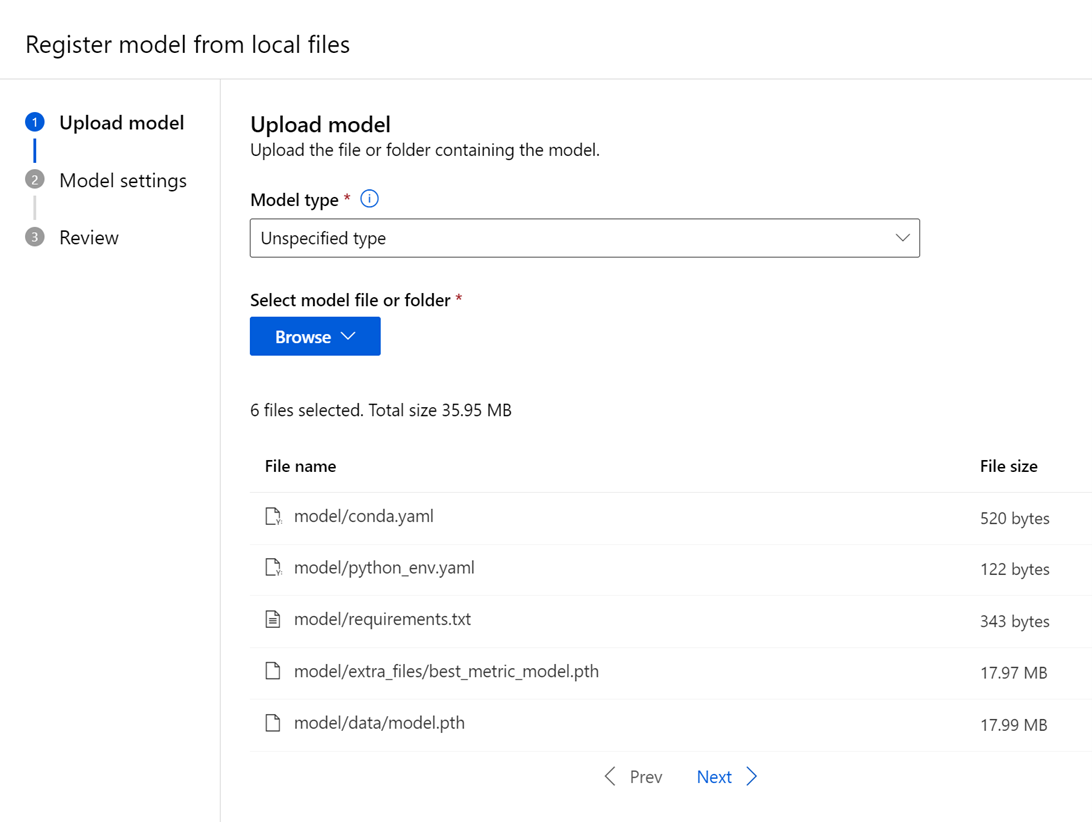 Register model from local files
1 Upload model
2 Model settings
3 Review
Upload model
Upload the file or folder containing the model.
Model type *
Unspecified type
Select model file or folder *
Browse
6 files selected. Total size 35.95 MB
File name File size
model/conda.yaml 520 bytes
model/python_env.yaml 122 bytes
model/requirements.txt 343 bytes
model/extra_files/best_metric_model.pth 17.97 MB
model/data/model.pth 17.99 MB
Prev Next